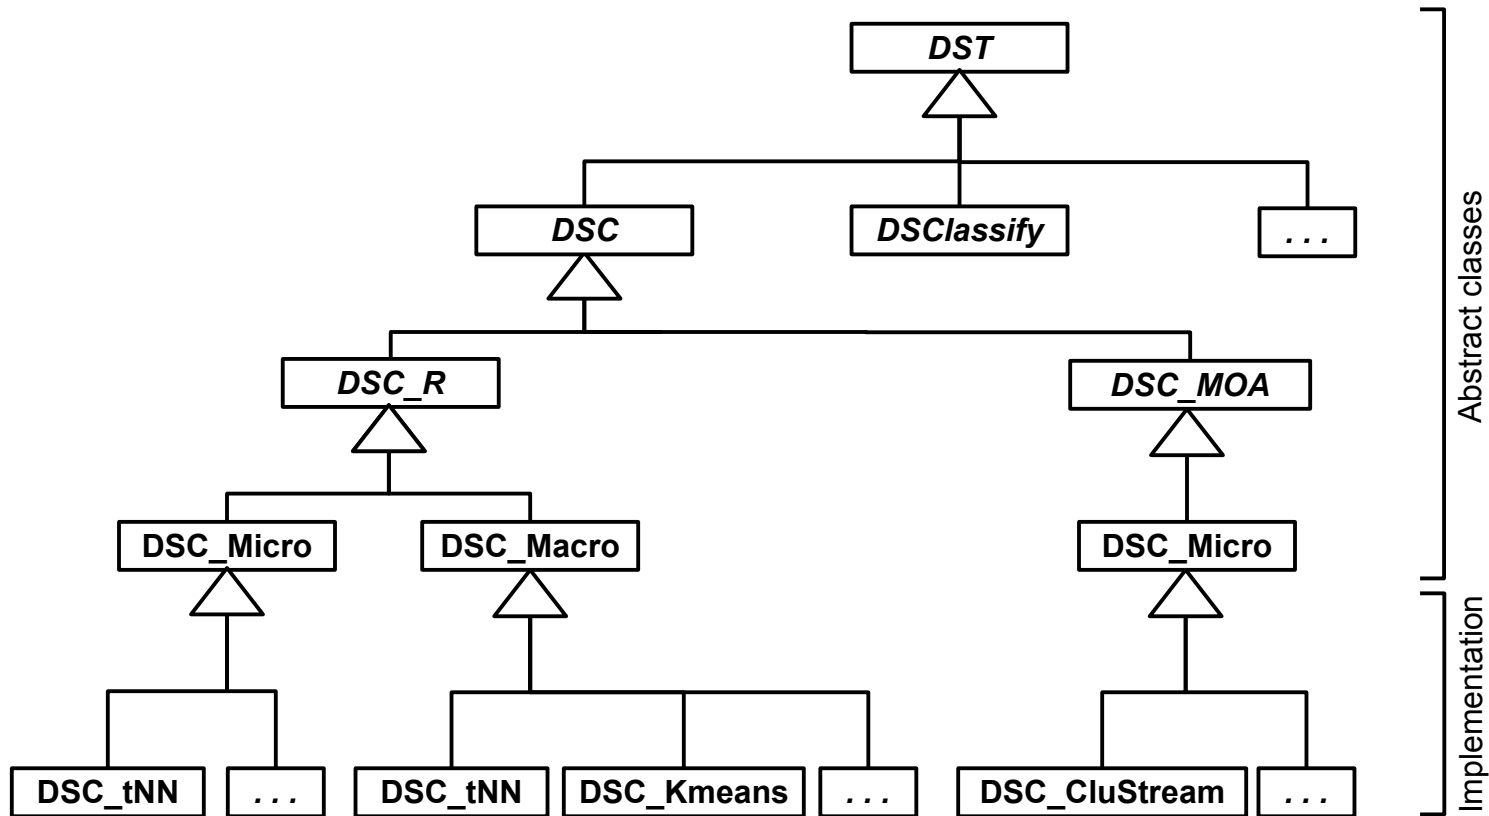 DST
DSC
DSClassify
. . .
DSC_R
DSC_MOA
DSC_Micro
DSC_Macro
DSC_Micro
DSC_tNN
. . .
DSC_tNN
DSC_Kmeans
. . .
DSC_CluStream
. . .
Abstract classes
Implementation